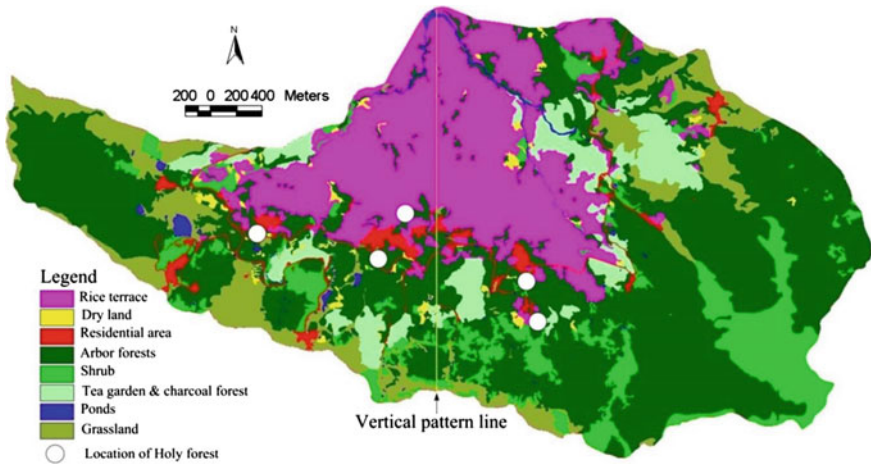 N
200 0 200 400 Meters
Legend
Rice terrace
Dry land
Residential area
Arbor forests
Shrub
Tea garden & charcoal forest
Ponds
Grassland
Location of Holy forest
Vertical pattern line